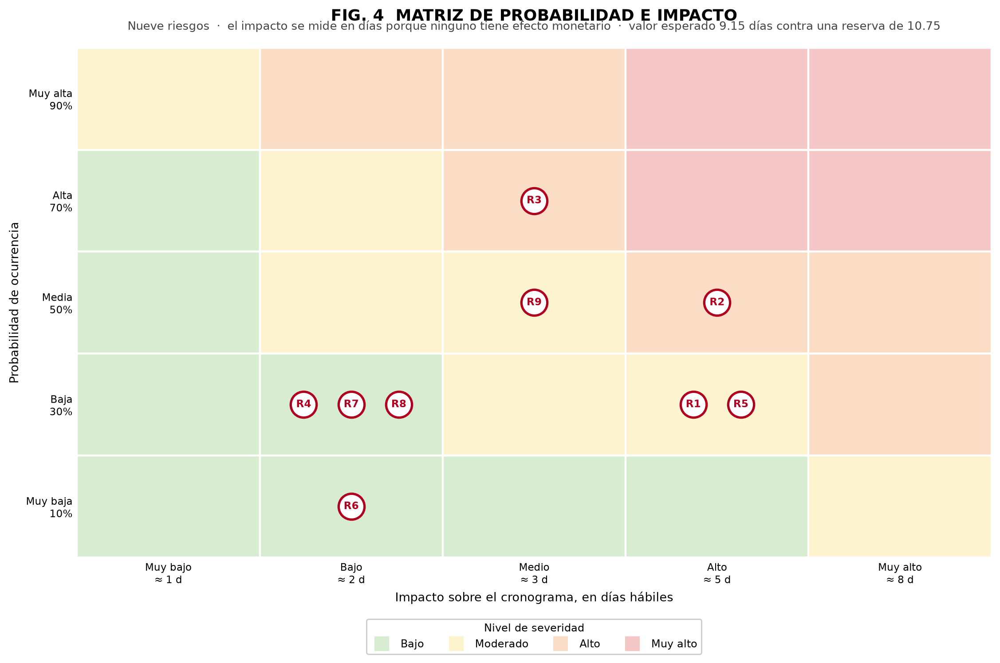 FIG. 4 MATRIZ DE PROBABILIDAD E IMPACTO
Nueve riesgos · el impacto se mide en días porque ninguno tiene efecto monetario · valor esperado 9.15 días contra una reserva de 10.75
Probabilidad de ocurrencia
Muy alta
90%
Alta
70%
R3
Media
50%
R9
R2
Baja
30%
R4
R7
R8
R1
R5
Muy baja
10%
R6
Muy bajo
≈ 1 d
Bajo
≈ 2 d
Medio
≈ 3 d
Alto
≈ 5 d
Muy alto
≈ 8 d
Impacto sobre el cronograma, en días hábiles
Nivel de severidad
Bajo
Moderado
Alto
Muy alto